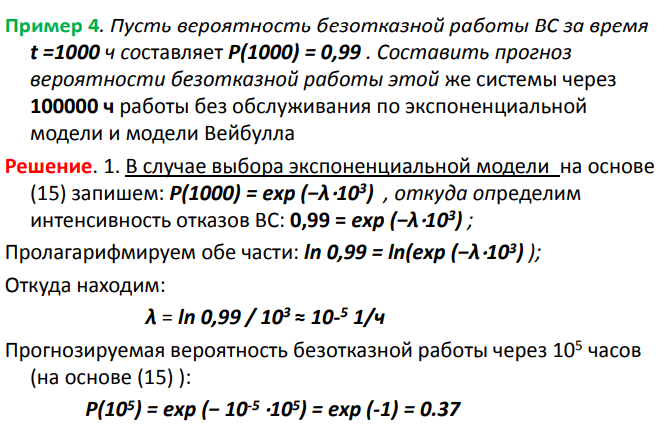 Пример 4. Пусть вероятность безотказной работы ВС за время
t =1000 ч составляет P(1000) = 0,99 . Составить прогноз
вероятности безотказной работы этой же системы через
100000 ч работы без обслуживания по экспоненциальной
модели и модели Вейбулла
Решение. 1. В случае выбора экспоненциальной модели на основе
(15) запишем: P(1000) = exp (−λ·10³) , откуда определим
интенсивность отказов ВС: 0,99 = exp (−λ·10³) ;
Пролагарифмируем обе части: ln 0,99 = ln(exp (−λ·10³) );
Откуда находим:
λ = ln 0,99 / 10³ ≈ 10-⁵ 1/ч
Прогнозируемая вероятность безотказной работы через 10⁵ часов
(на основе (15) ):
P(10⁵) = exp (− 10⁻⁵ ·10⁵) = exp (-1) = 0.37